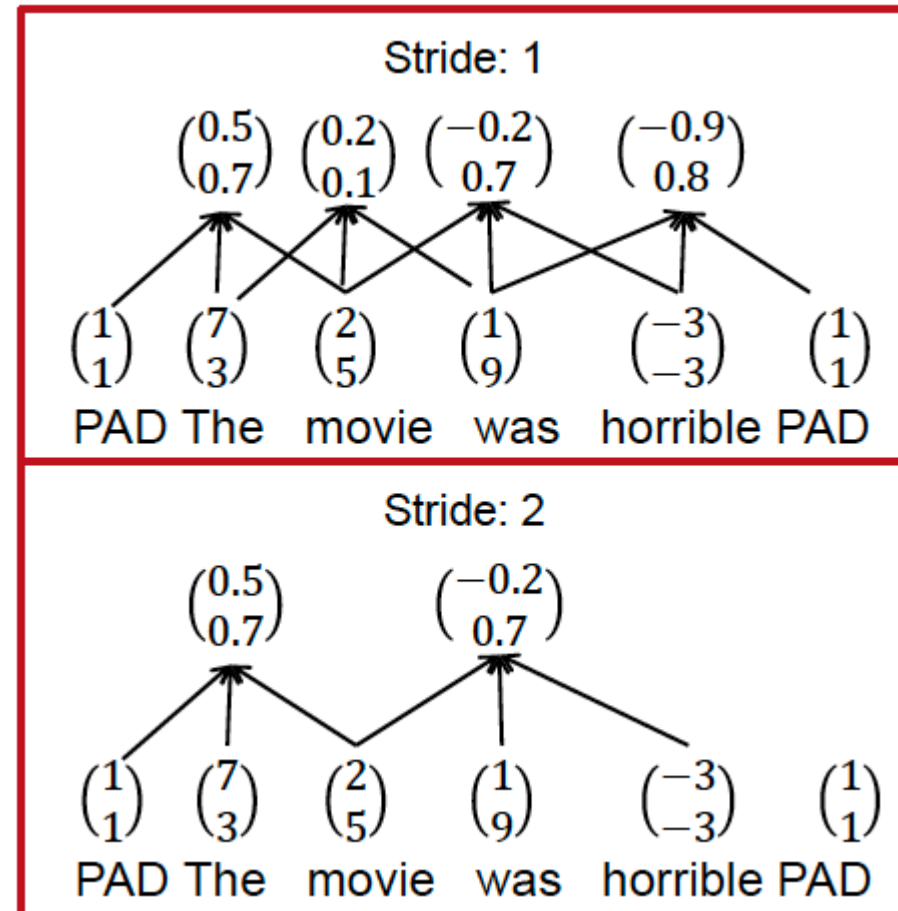 Stride: 1
0.5 0.2 −0.2 −0.9
0.7 0.1 0.7 0.8
1 7 2 1 −3 1
1 3 5 9 −3 1
PAD The movie was horrible PAD
Stride: 2
0.5 −0.2
0.7 0.7
1 7 2 1 −3 1
1 3 5 9 −3 1
PAD The movie was horrible PAD